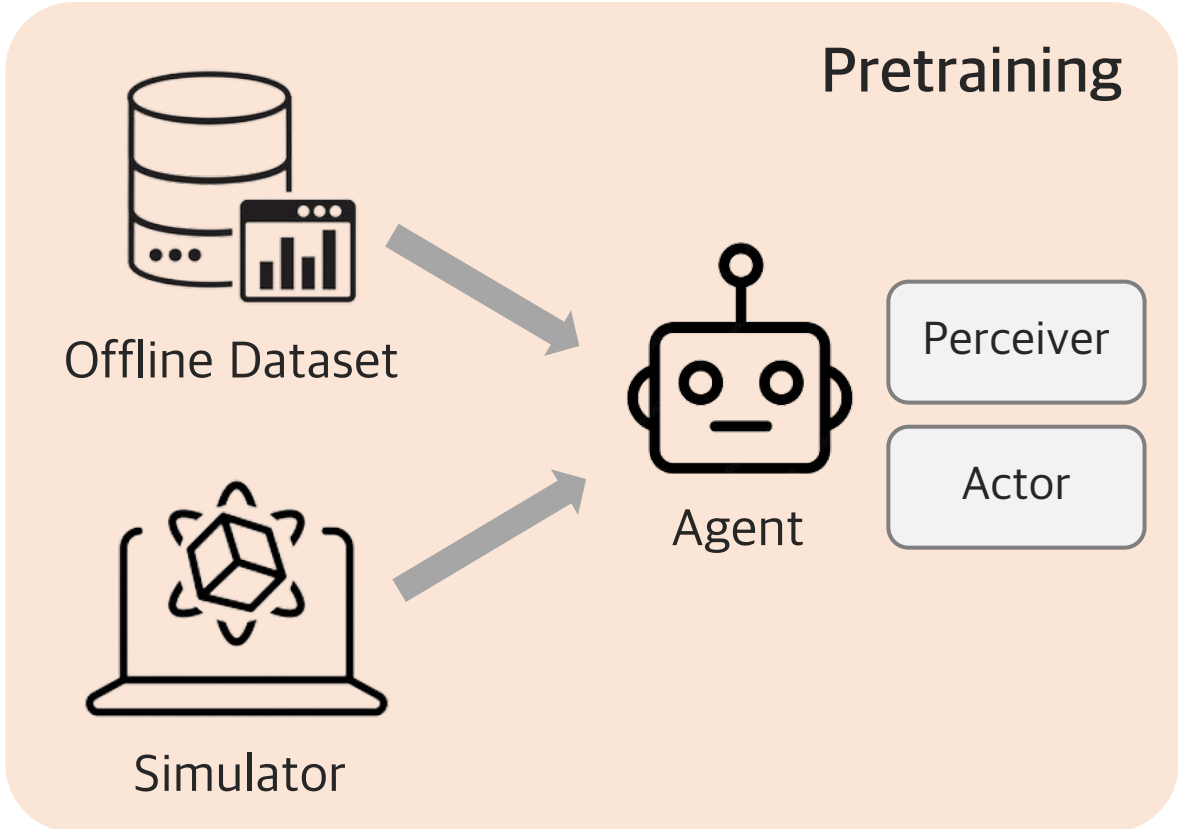 Pretraining
Offline Dataset
Simulator
Agent
Perceiver
Actor